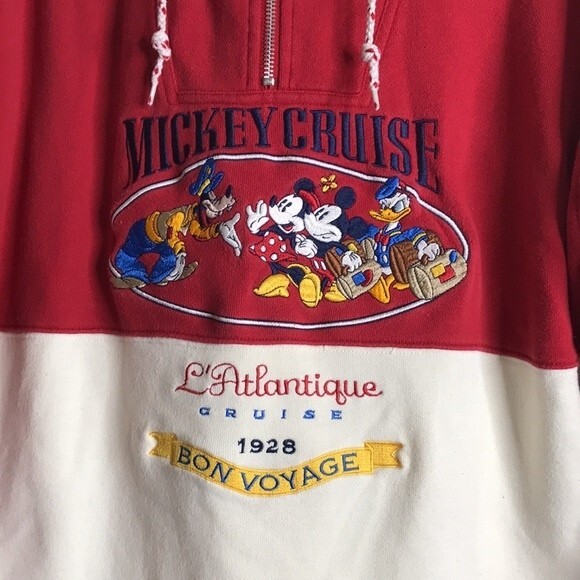 MICKEY CRUISE
L'Atlantique
CRUISE
1928
BON VOYAGE